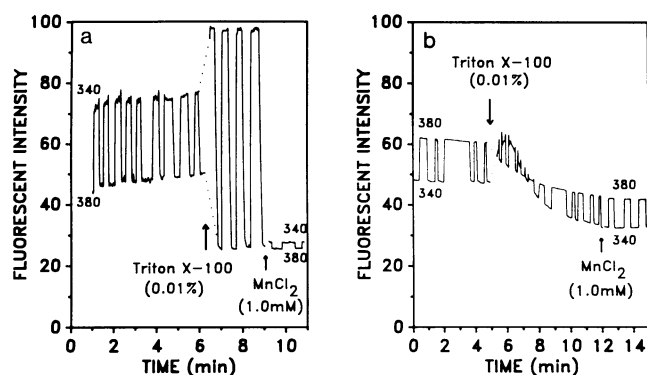 a
FLUORESCENT INTENSITY
100
80
60
40
20
0
340
380
Triton X-100
(0.01%)
340
380
MnCl2
(1.0mM)
0 2 4 6 8 10
TIME (min)
b
FLUORESCENT INTENSITY
100
80
60
40
20
0
Triton X-100
(0.01%)
380
340
380
340
MnCl2
(1.0mM)
0 2 4 6 8 10 12 14
TIME (min)